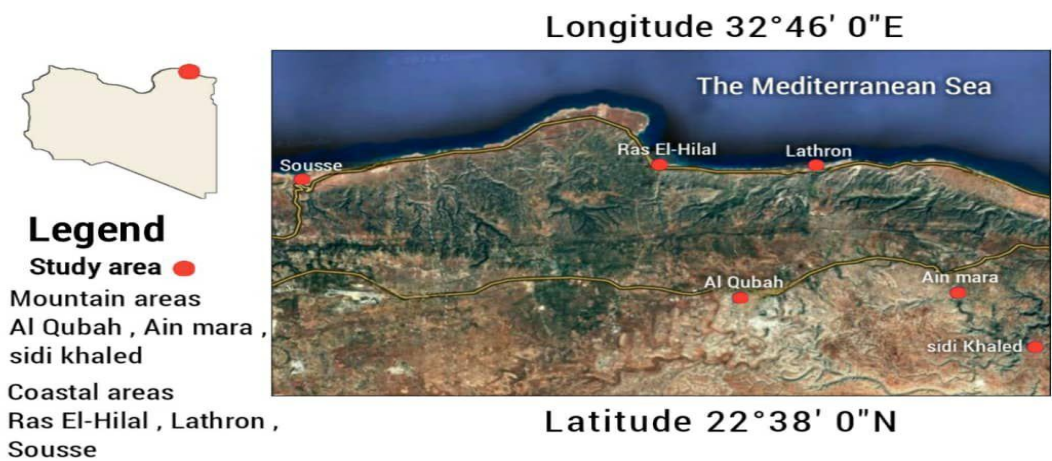 Longitude 32°46' 0"E
The Mediterranean Sea
Sousse
Ras El-Hilal
Lathron
Al Qubah
Ain mara
sidi Khaled
Latitude 22°38' 0"N
Legend
Study area
Mountain areas
Al Qubah , Ain mara ,
sidi khaled
Coastal areas
Ras El-Hilal , Lathron ,
Sousse